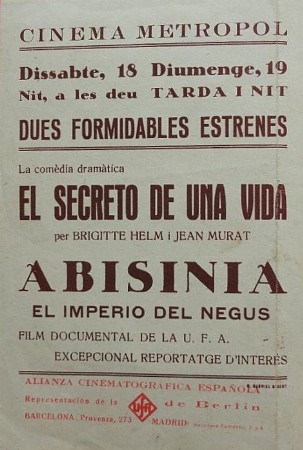 CINEMA METROPOL
Dissabte, 18 Diumenge, 19
Nit, a les deu TARDA I NIT
DUES FORMIDABLES ESTRENES
La comèdia dramàtica
EL SECRETO DE UNA VIDA
per BRIGITTE HELM i JEAN MURAT
ABISINIA
EL IMPERIO DEL NEGUS
FILM DOCUMENTAL DE LA U. F. A.
EXCEPCIONAL REPORTATGE D'INTERÈS
ALIANZA CINEMATOGRÁFICA ESPAÑOLA
Representación de la Ufa de Berlín
BARCELONA, Provenza, 273 MADRID: